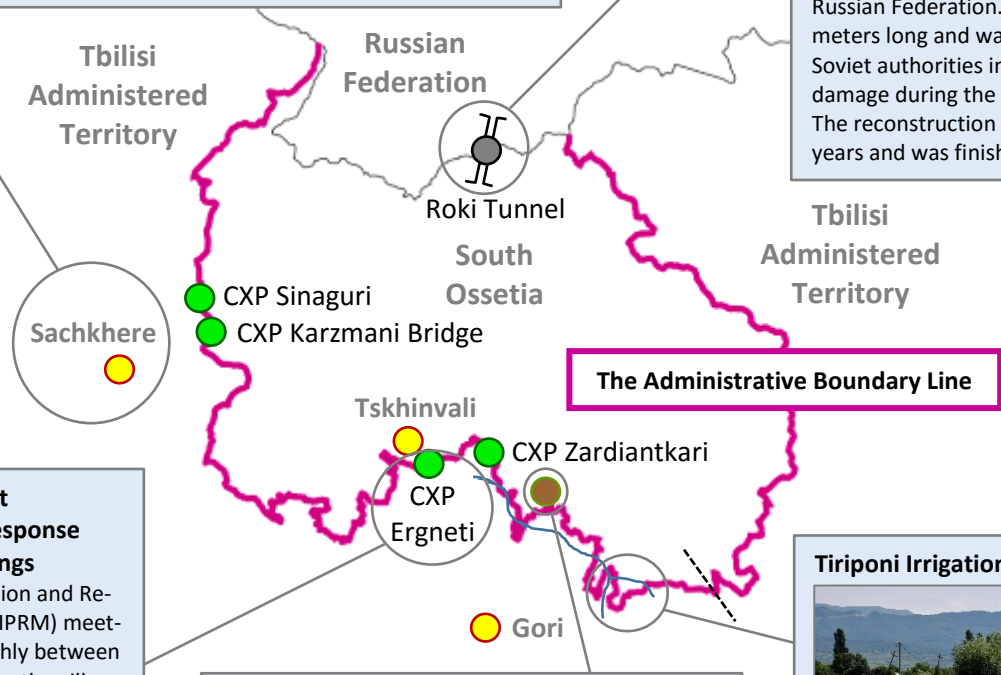 Russian Federation.
meters long and wa
Soviet authorities in
damage during the
The reconstruction
years and was finish
Tbilisi
Administered
Territory
Russian
Federation
Roki Tunnel
South
Ossetia
Tbilisi
Administered
Territory
CXP Sinaguri
CXP Karzmani Bridge
Sachkhere
The Administrative Boundary Line
Tskhinvali
CXP Zardiantkari
CXP
Ergneti
Gori
t
esponse
ngs
ion and Re-
IPRM) meet-
hly between
Tiriponi Irrigation